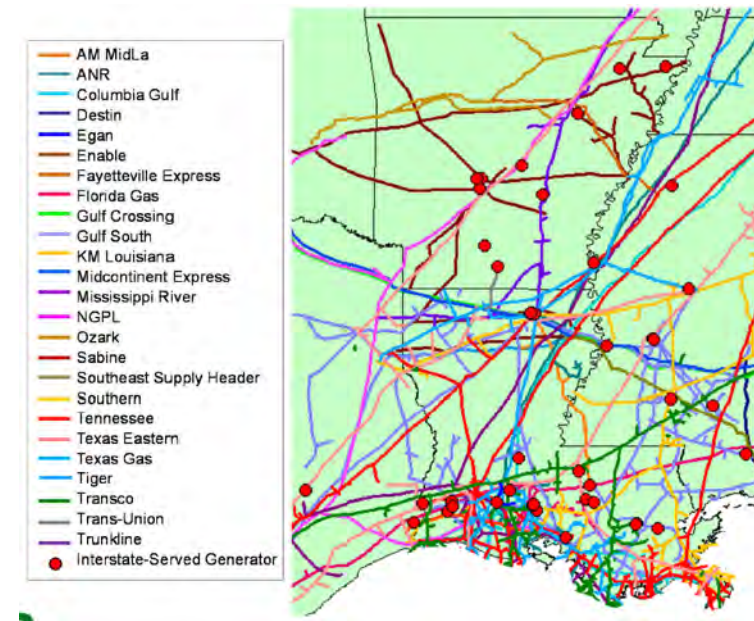 AM MidLa
ANR
Columbia Gulf
Destin
Egan
Enable
Fayetteville Express
Florida Gas
Gulf Crossing
Gulf South
KM Louisiana
Midcontinent Express
Mississippi River
NGPL
Ozark
Sabine
Southeast Supply Header
Southern
Tennessee
Texas Eastern
Texas Gas
Tiger
Transco
Trans-Union
Trunkline
Interstate-Served Generator